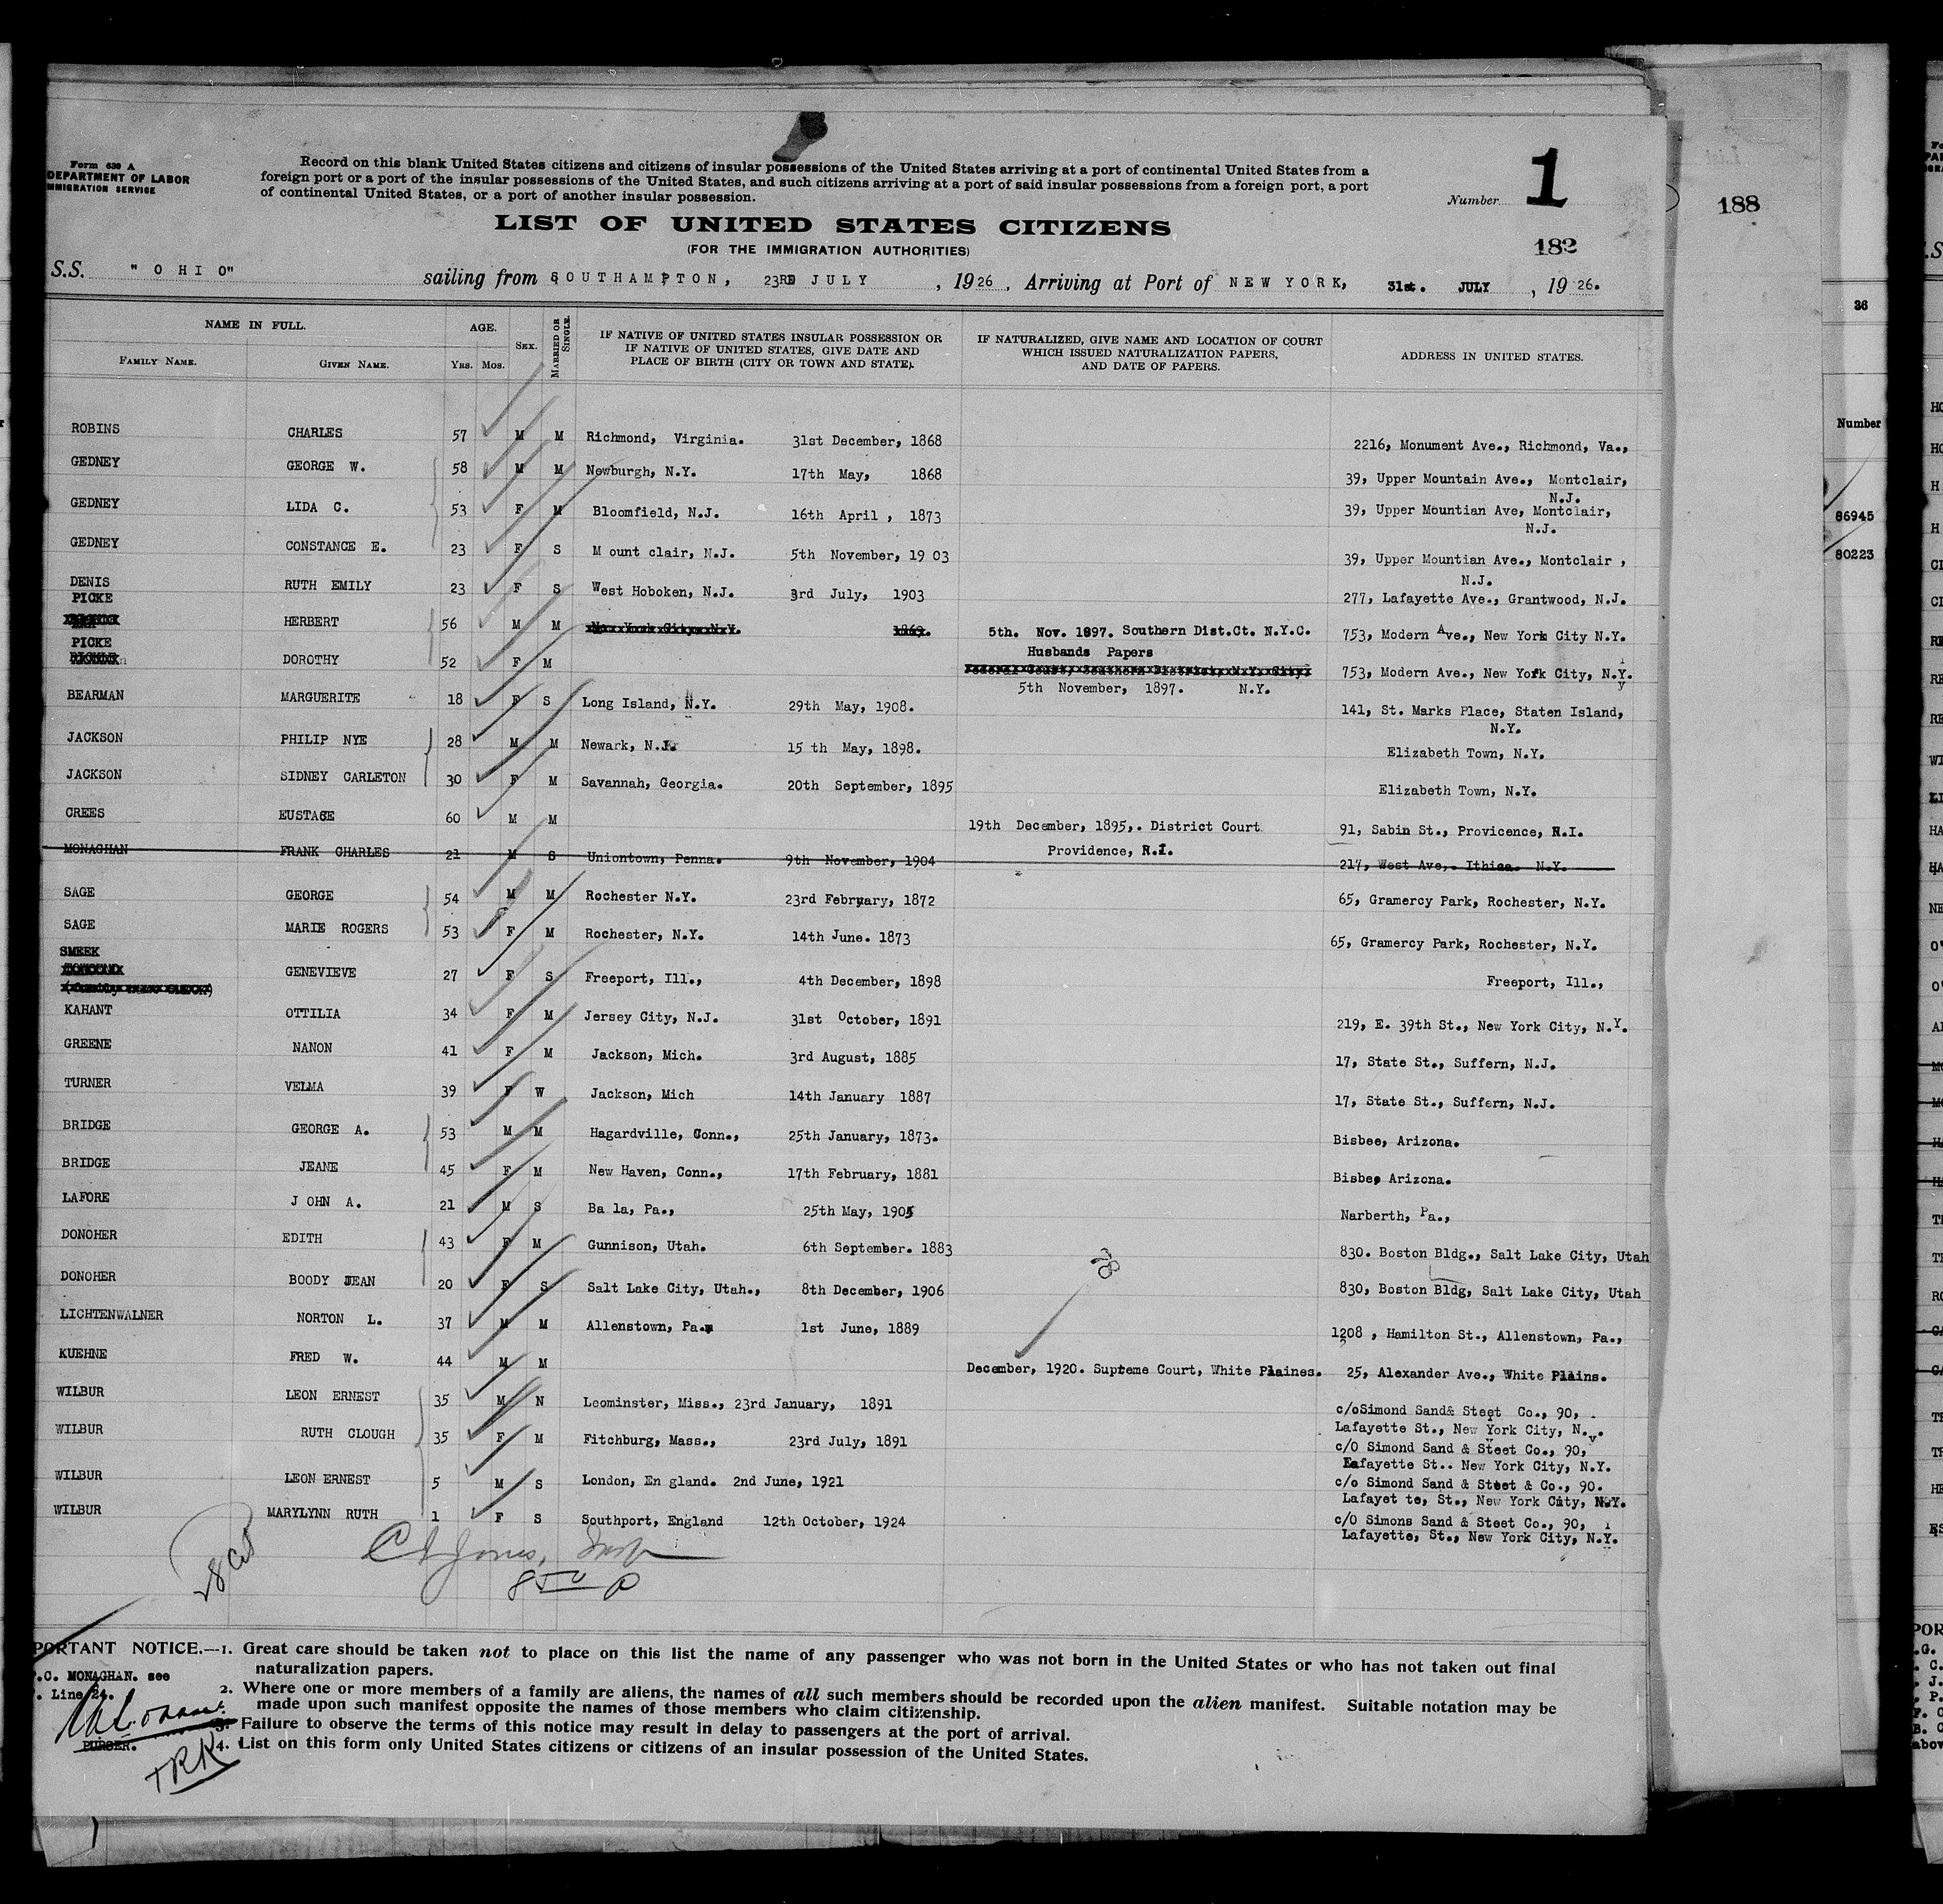 Form 630 A
DEPARTMENT OF LABOR
IMMIGRATION SERVICE
Record on this blank United States citizens and citizens of insular possessions of the United States arriving at a port of continental United States from a
foreign port or a port of the insular possessions of the United States, and such citizens arriving at a port of said insular possessions from a foreign port, a port
of continental United States, or a port of another insular possession.
Number 1
188
LIST OF UNITED STATES CITIZENS
(FOR THE IMMIGRATION AUTHORITIES)
182
S.S. "OHIO" sailing from SOUTHAMPTON, 23RD JULY, 1926, Arriving at Port of NEW YORK, 31st. JULY, 1926.
NAME IN FULL. AGE. SEX. MARRIED OR SINGLE. IF NATIVE OF UNITED STATES INSULAR POSSESSION OR IF NATIVE OF UNITED STATES, GIVE DATE AND PLACE OF BIRTH (CITY OR TOWN AND STATE). IF NATURALIZED, GIVE NAME AND LOCATION OF COURT WHICH ISSUED NATURALIZATION PAPERS, AND DATE OF PAPERS. ADDRESS IN UNITED STATES.
FAMILY NAME. GIVEN NAME. YRS. MOS.
36
Number
86945
80223
ROBINS CHARLES 57 M M Richmond, Virginia. 31st December, 1868 2216, Monument Ave., Richmond, Va.,
GEDNEY GEORGE W. 58 M M Newburgh, N.Y. 17th May, 1868 39, Upper Mountain Ave., Montclair,
N.J.
GEDNEY LIDA C. 53 F M Bloomfield, N.J. 16th April , 1873 39, Upper Mountian Ave, Montclair,
N.J.
GEDNEY CONSTANCE E. 23 F S M ount clair, N.J. 5th November, 19 03 39, Upper Mountian Ave., Montclair ,
N.J.
DENIS RUTH EMILY 23 F S West Hoboken, N.J. 3rd July, 1903 277, Lafayette Ave., Grantwood, N.J.
PICKE HERBERT 56 M M New York City, N.Y. 1869. 5th. Nov. 1897. Southern Dist.Ct. N.Y.C. 753, Modern Ave., New York City N.Y.
Husbands Papers
PICKE DOROTHY 52 F M Federal Court, Southern District, N.Y. City, 753, Modern Ave., New York City, N.Y.
5th November, 1897. N.Y.
BEARMAN MARGUERITE 18 F S Long Island, N.Y. 29th May, 1908. 141, St. Marks Place, Staten Island,
N.Y.
JACKSON PHILIP NYE 28 M M Newark, N.J. 15 th May, 1898. Elizabeth Town, N.Y.
JACKSON SIDNEY CARLETON 30 F M Savannah, Georgia. 20th September, 1895 Elizabeth Town, N.Y.
CREES EUSTACE 60 M M 19th December, 1895,. District Court 91, Sabin St., Providence, R.I.
Providence, R.I.
MONAGHAN FRANK CHARLES 21 M S Uniontown, Penna. 9th November, 1904 217, West Ave,. Ithica. N.Y.
SAGE GEORGE 54 M M Rochester N.Y. 23rd February, 1872 65, Gramercy Park, Rochester, N.Y.
SAGE MARIE ROGERS 53 F M Rochester, N.Y. 14th June. 1873 65, Gramercy Park, Rochester, N.Y.
SMEEK GENEVIEVE 27 F S Freeport, Ill., 4th December, 1898 Freeport, Ill.,
KAHANT OTTILIA 34 F M Jersey City, N.J. 31st October, 1891 219, E. 39th St., New York City, N.Y.
GREENE NANON 41 F M Jackson, Mich. 3rd August, 1885 17, State St., Suffern, N.J.
TURNER VELMA 39 F W Jackson, Mich 14th January 1887 17, State St., Suffern, N.J.
BRIDGE GEORGE A. 53 M M Hagardville, Conn., 25th January, 1873. Bisbee, Arizona.
BRIDGE JEANE 45 F M New Haven, Conn., 17th February, 1881 Bisbee Arizona.
LAFORE J OHN A. 21 M S Ba la, Pa., 25th May, 1905 Narberth, Pa.,
DONOHER EDITH 43 F M Gunnison, Utah. 6th September. 1883 830. Boston Bldg., Salt Lake City, Utah
DONOHER BOODY JEAN 20 F S Salt Lake City, Utah., 8th December, 1906 830, Boston Bldg, Salt Lake City, Utah
LICHTENWALNER NORTON L. 37 M M Allenstown, Pa. 1st June, 1889 1208 , Hamilton St., Allenstown, Pa.,
KUEHNE FRED W. 44 M M December, 1920. Supreme Court, White Plaines. 25, Alexander Ave., White Plains.
WILBUR LEON ERNEST 35 M N Leominster, Miss., 23rd January, 1891 c/oSimond Sand& Steet Co., 90,
Lafayette St., New York City, N.Y.
WILBUR RUTH CLOUGH 35 F M Fitchburg, Mass., 23rd July, 1891 c/O Simond Sand & Steet Co., 90,
Lafayette St.. New York City, N.Y.
WILBUR LEON ERNEST 5 M S London, En gland. 2nd June, 1921 c/o Simond Sand & Steet & Co., 90.
Lafayet te, St., New York City, N.Y.
WILBUR MARYLYNN RUTH 1 F S Southport, England 12th October, 1924 c/O Simons Sand & Steet Co., 90,
Lafayette, St., New York City, N.Y.
C I Jones, Insp
PORTANT NOTICE.—1. Great care should be taken not to place on this list the name of any passenger who was not born in the United States or who has not taken out final
naturalization papers.
.C. MONAGHAN. see
. Line 24.
2. Where one or more members of a family are aliens, the names of all such members should be recorded upon the alien manifest. Suitable notation may be
made upon such manifest opposite the names of those members who claim citizenship.
3. Failure to observe the terms of this notice may result in delay to passengers at the port of arrival.
PURSER.
4. List on this form only United States citizens or citizens of an insular possession of the United States.
TRK